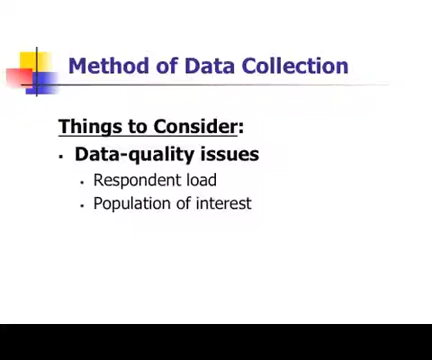 Method of Data Collection
Things to Consider:
▪ Data-quality issues
▪ Respondent load
▪ Population of interest